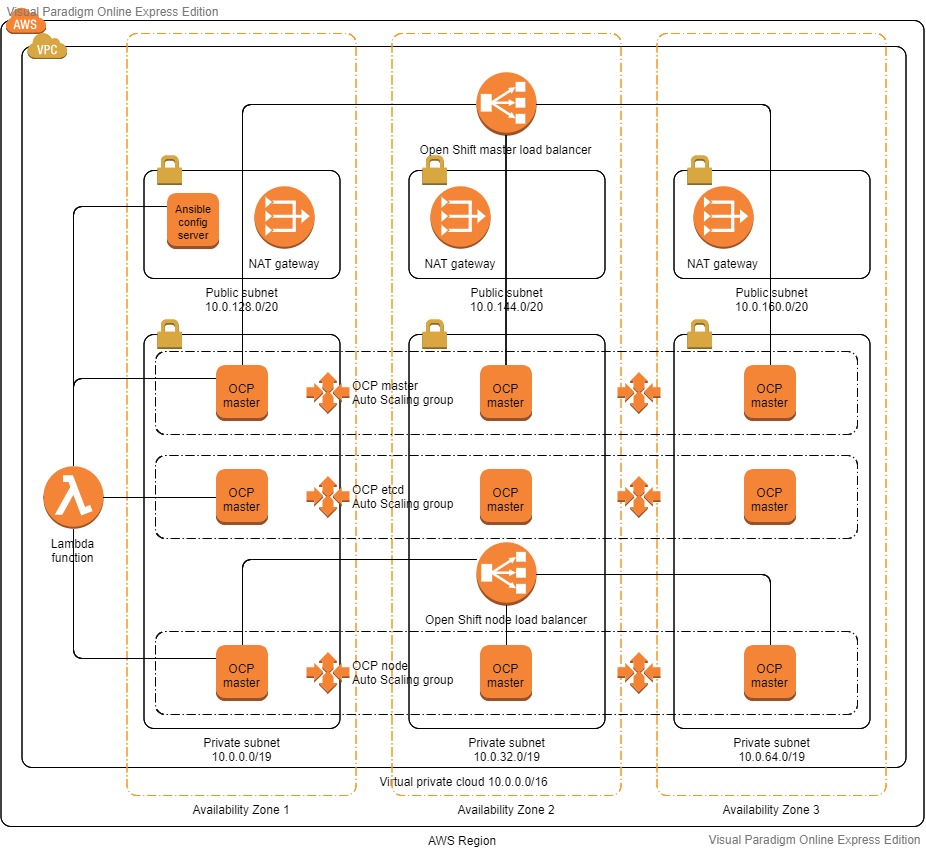 Visual Paradigm Online Express Edition
AWS
VPC
Open Shift master load balancer
Ansible
config
server
NAT gateway
NAT gateway
NAT gateway
Public subnet
10.0.128.0/20
Public subnet
10.0.144.0/20
Public subnet
10.0.160.0/20
OCP
master
OCP master
Auto Scaling group
OCP
master
OCP
master
OCP
master
OCP etcd
Auto Scaling group
OCP
master
OCP
master
Lambda
function
Open Shift node load balancer
OCP
master
OCP node
Auto Scaling group
OCP
master
OCP
master
Private subnet
10.0.0.0/19
Private subnet
10.0.32.0/19
Private subnet
10.0.64.0/19
Virtual private cloud 10.0.0.0/16
Availability Zone 1
Availability Zone 2
Availability Zone 3
AWS Region
Visual Paradigm Online Express Edition